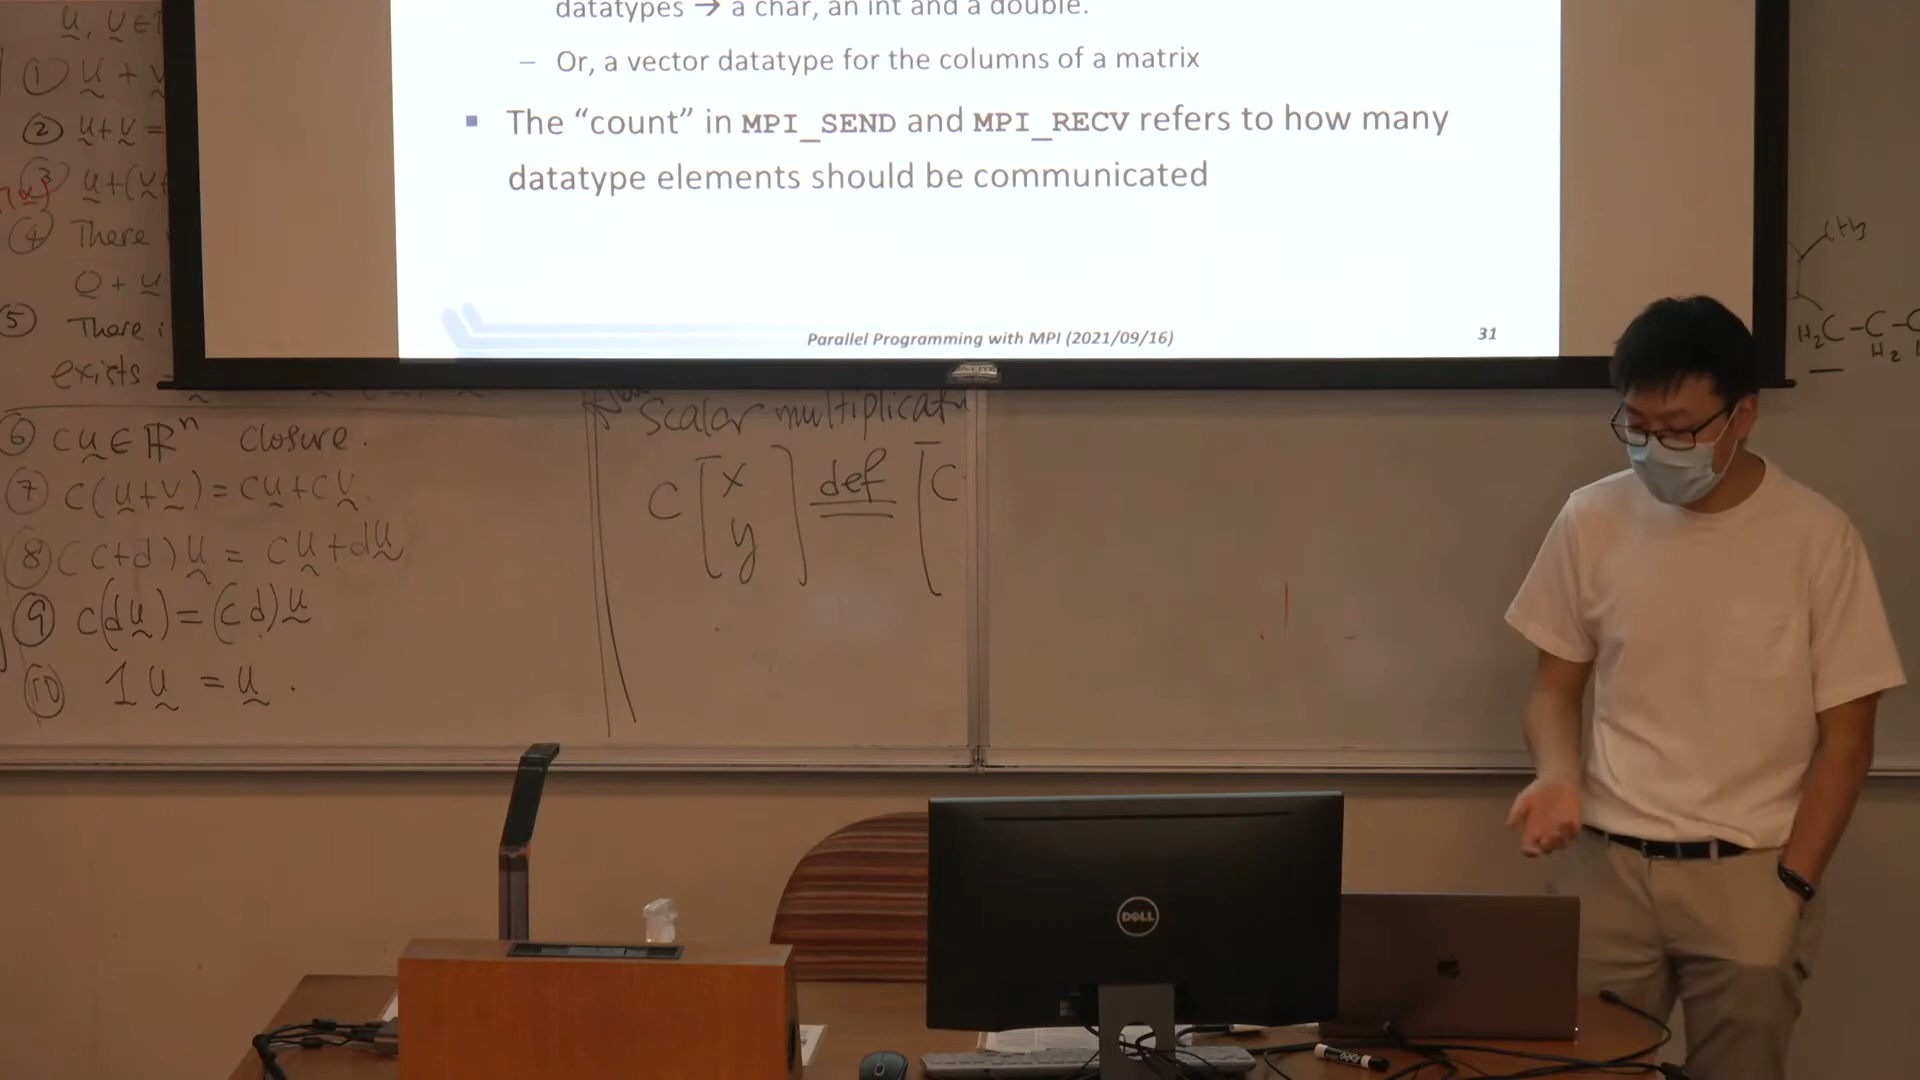 datatypes → a char, an int and a double.
– Or, a vector datatype for the columns of a matrix
▪ The “count” in MPI_SEND and MPI_RECV refers to how many
datatype elements should be communicated
Parallel Programming with MPI (2021/09/16)
31
u, v ∈
① u +
② u+v =
③ u+(v+
④ There
0 + u
⑤ There i
exists
⑥ cu ∈ ℝⁿ closure.
⑦ c(u+v) = cu+cv.
⑧ (c+d)u = cu+du
⑨ c(du) = (cd)u
⑩ 1u = u.
Scalar multiplicati
c [x
y] def [c
CH3
H2C-C-C
H2
DELL